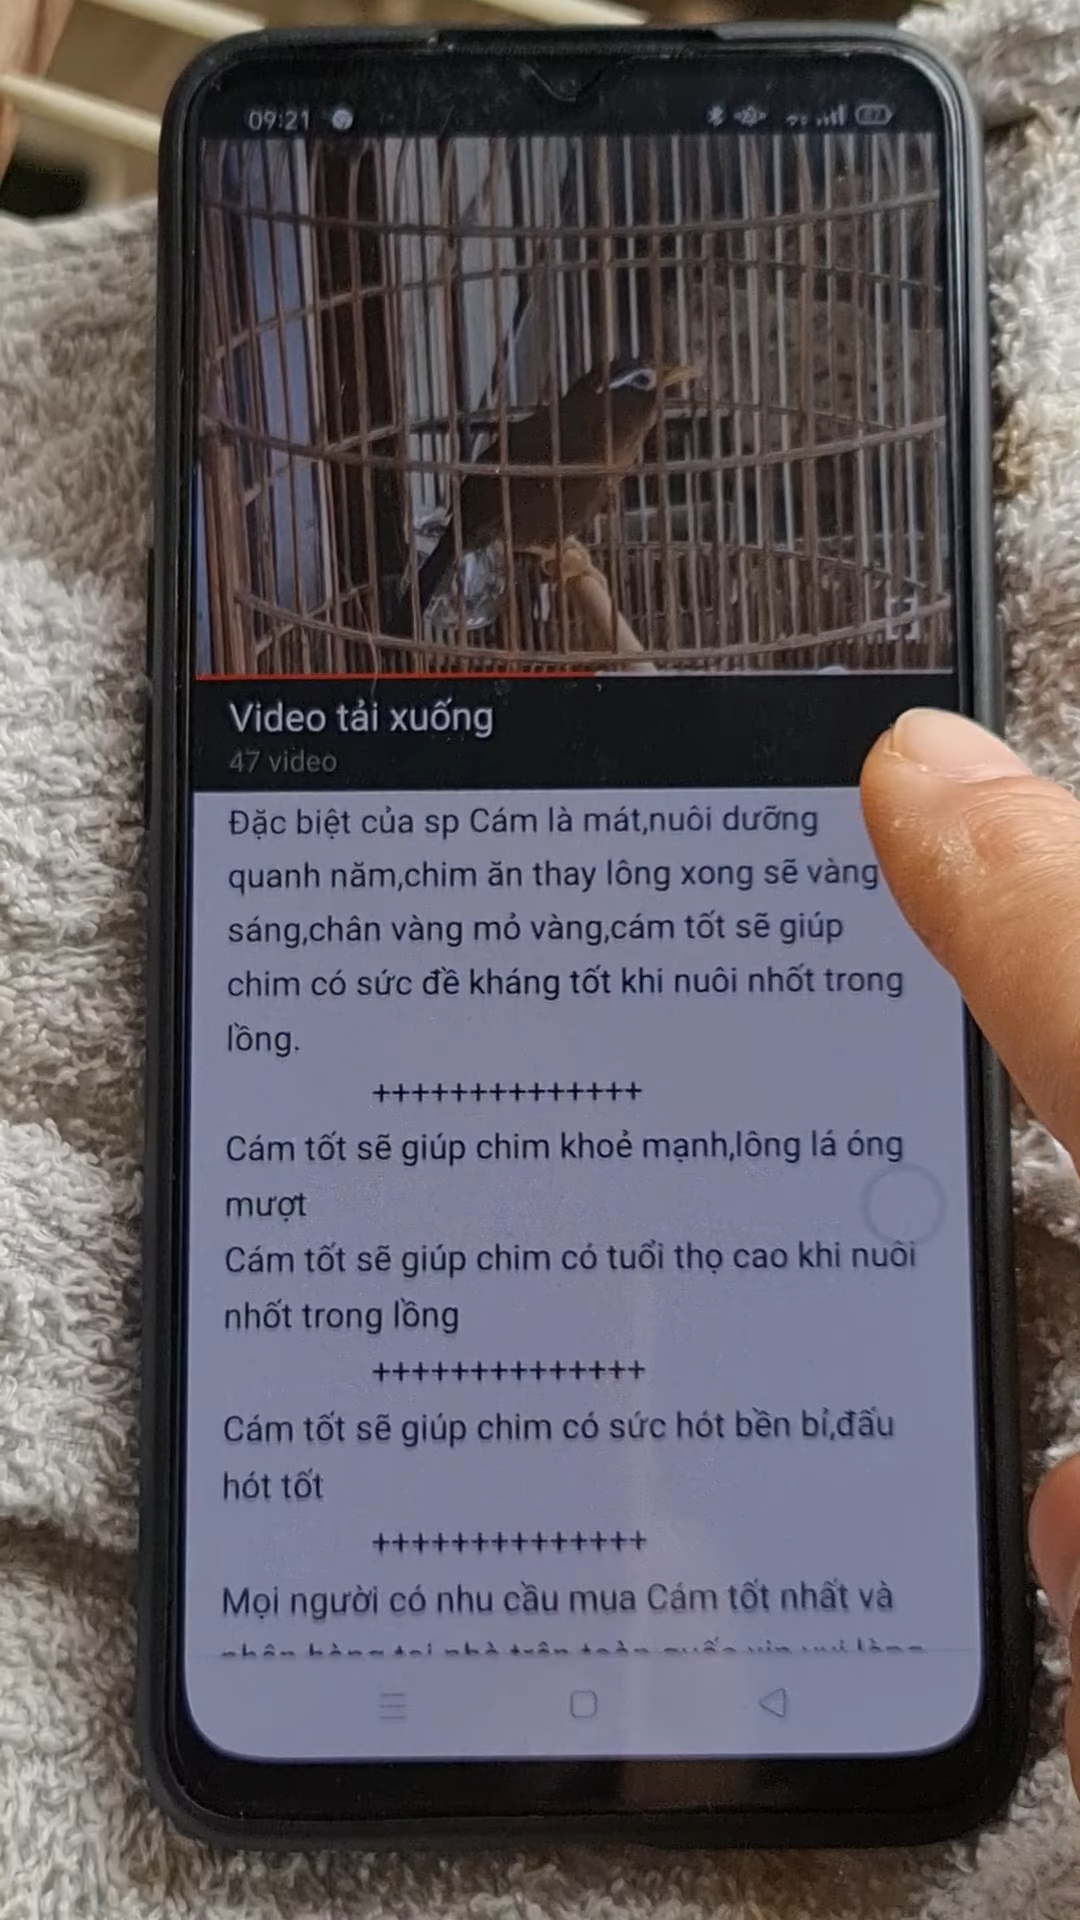 09:21
Video tải xuống
47 video
Đặc biệt của sp Cám là mát,nuôi dưỡng
quanh năm,chim ăn thay lông xong sẽ vàng
sáng,chân vàng mỏ vàng,cám tốt sẽ giúp
chim có sức đề kháng tốt khi nuôi nhốt trong
lồng.
++++++++++++++
Cám tốt sẽ giúp chim khoẻ mạnh,lông lá óng
mượt
Cám tốt sẽ giúp chim có tuổi thọ cao khi nuôi
nhốt trong lồng
++++++++++++++
Cám tốt sẽ giúp chim có sức hót bền bỉ,đấu
hót tốt
++++++++++++++
Mọi người có nhu cầu mua Cám tốt nhất và